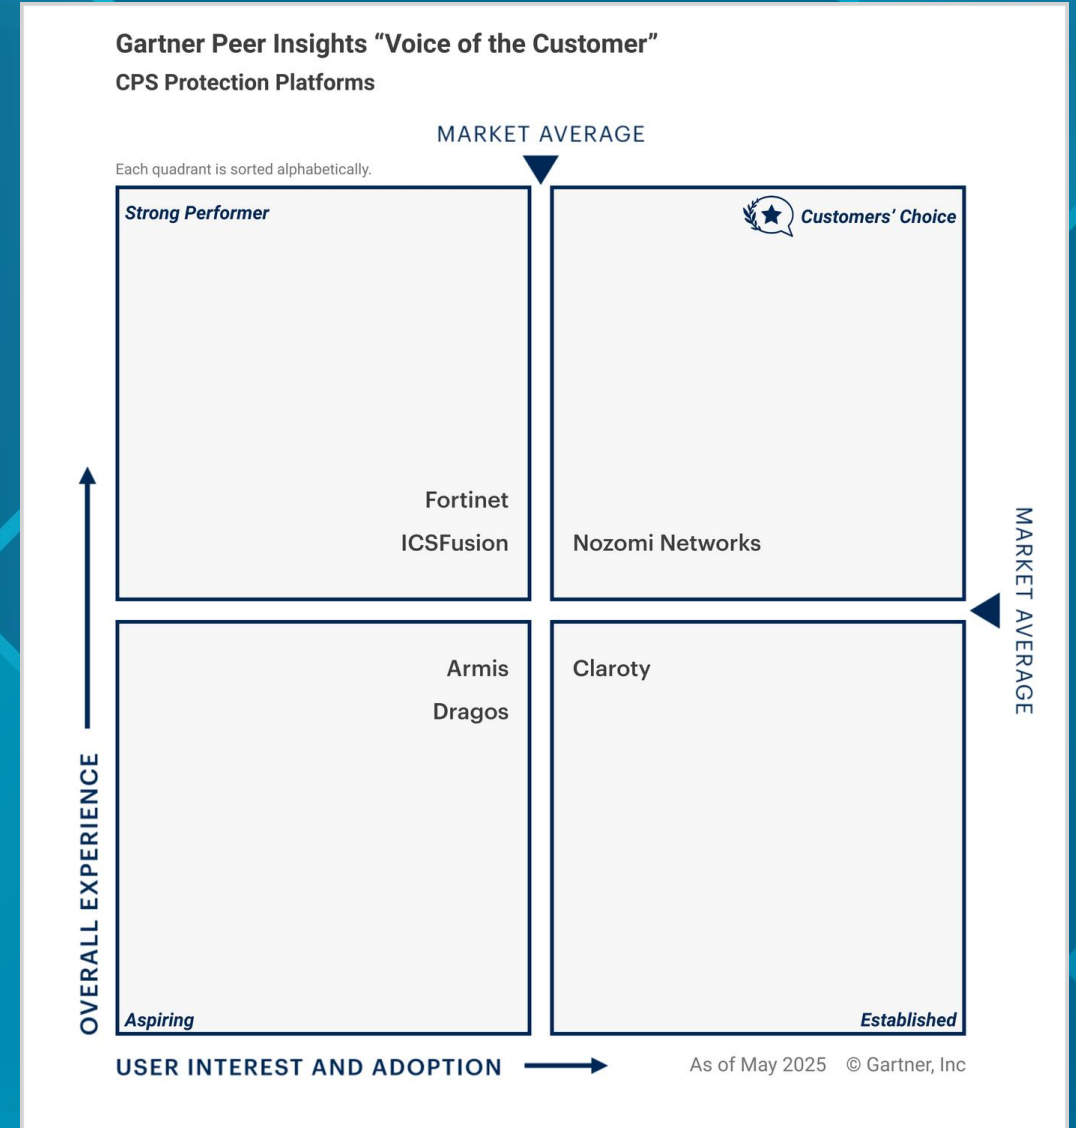 Gartner Peer Insights “Voice of the Customer”
CPS Protection Platforms
MARKET AVERAGE
Each quadrant is sorted alphabetically.
Strong Performer
Customers’ Choice
Fortinet
ICSFusion
Nozomi Networks
MARKET AVERAGE
Armis
Dragos
Claroty
OVERALL EXPERIENCE
Aspiring
Established
USER INTEREST AND ADOPTION
As of May 2025 © Gartner, Inc